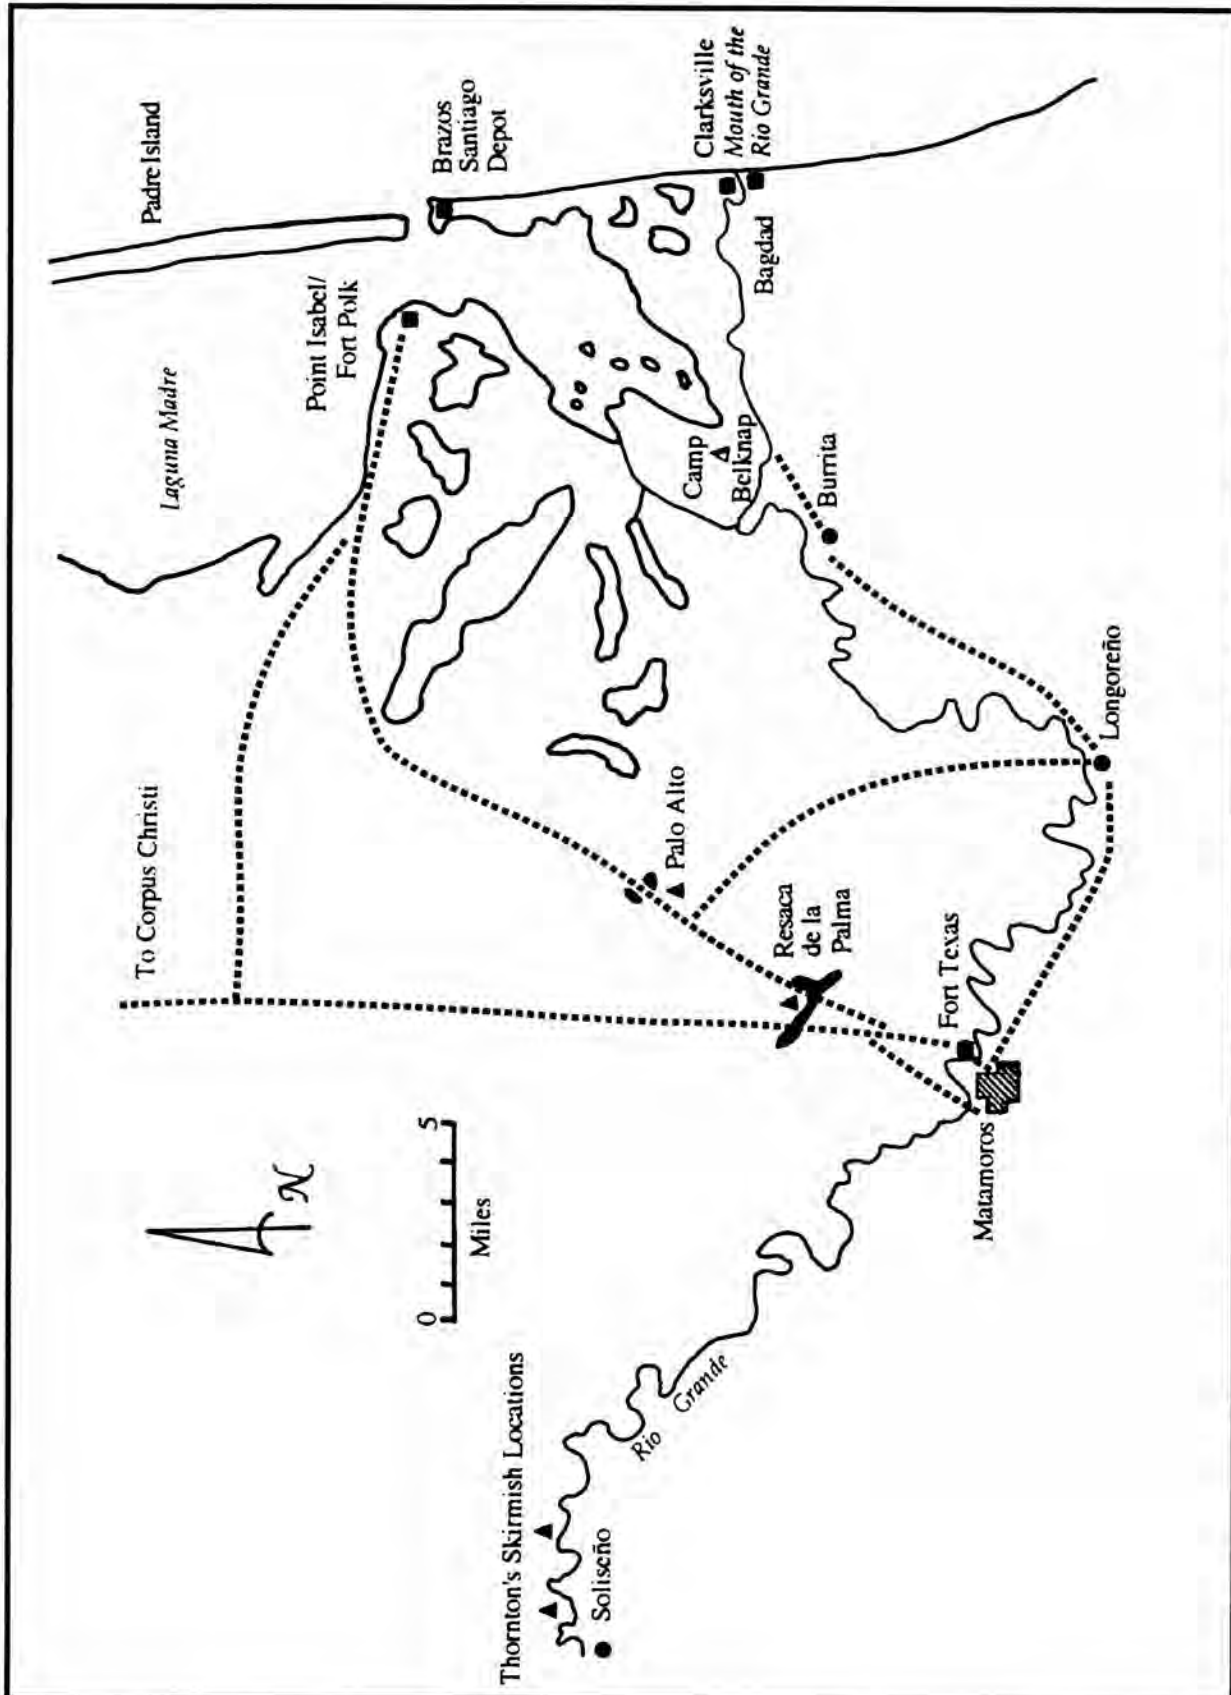 Padre Island
Laguna Madre
To Corpus Christi
Point Isabel/
Fort Polk
Brazos
Santiago
Depot
N
0 5
Miles
Thornton's Skirmish Locations
Soliseño
Rio Grande
Palo Alto
Resaca
de la
Palma
Camp
Belknap
Clarksville
Mouth of the
Rio Grande
Bagdad
Burrita
Fort Texas
Matamoros
Longoreño